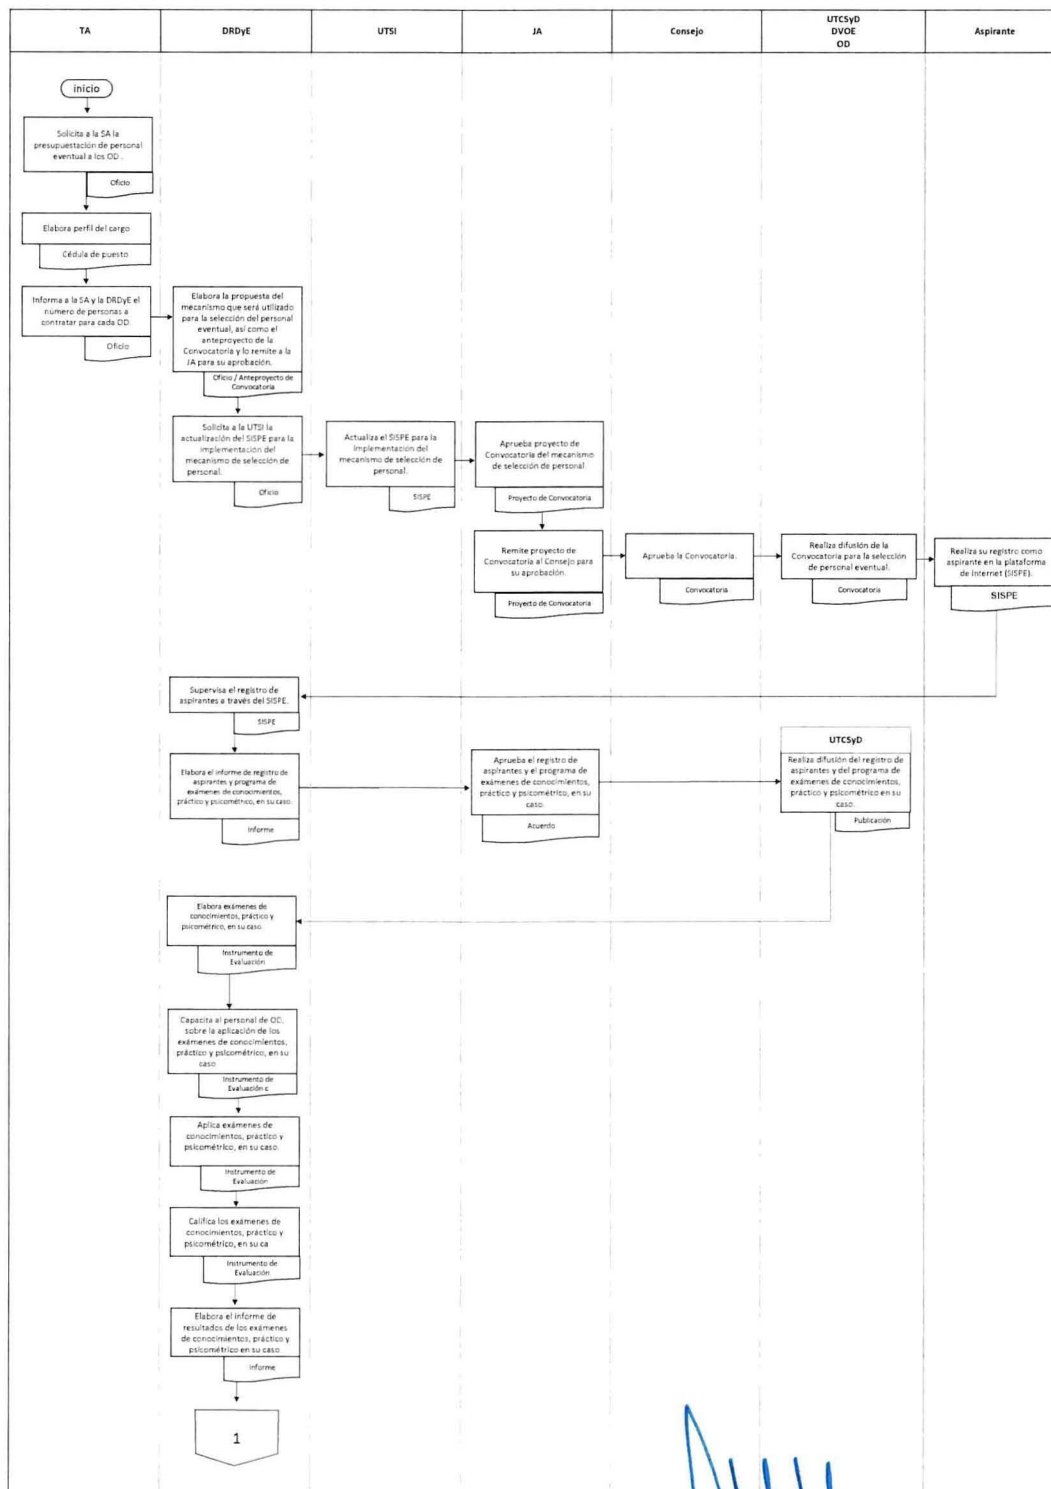 TA
DRDyE
UTSI
JA
Consejo
UTCSyD
DVOE
OD
Aspirante
inicio
Solicita a la SA la
presupuestación de personal
eventual a los OD .
Oficio
Elabora perfil del cargo
Cédula de puesto
Informa a la SA y la DRDyE el
número de personas a
contratar para cada OD
Oficio
Elabora la propuesta del
mecanismo que será utilizado
para la selección del personal
eventual, así como el
anteproyecto de la
Convocatoria y lo remite a la
JA para su aprobación.
Oficio / Anteproyecto de
Convocatoria
Solicita a la UTSI la
actualización del SISPE para la
implementación del
mecanismo de selección de
personal.
Oficio
Actualiza el SISPE para la
implementación del
mecanismo de selección de
personal.
SISPE
Aprueba proyecto de
Convocatoria del mecanismo
de selección de personal
Proyecto de Convocatoria
Remite proyecto de
Convocatoria al Consejo para
su aprobación.
Proyecto de Convocatoria
Aprueba la Convocatoria.
Convocatoria
Realiza difusión de la
Convocatoria para la selección
de personal eventual.
Convocatoria
Realiza su registro como
aspirante en la plataforma
de Internet (SISPE).
SISPE
Supervisa el registro de
aspirantes a través del SISPE.
SISPE
Elabora el informe de registro de
aspirantes y programa de
exámenes de conocimientos,
práctico y psicométrico, en su caso.
Informe
Aprueba el registro de
aspirantes y el programa de
exámenes de conocimientos,
práctico y psicométrico, en su
caso.
Acuerdo
UTCSyD
Realiza difusión del registro de
aspirantes y del programa de
exámenes de conocimientos,
práctico y psicométrico, en su
caso.
Publicación
Elabora exámenes de
conocimientos, práctico y
psicométrico, en su caso.
Instrumento de
Evaluación
Capacita al personal de OD,
sobre la aplicación de los
exámenes de conocimientos,
práctico y psicométrico, en su
caso
Instrumento de
Evaluación c
Aplica exámenes de
conocimientos, práctico y
psicométrico, en su caso.
Instrumento de
Evaluación
Califica los exámenes de
conocimientos, práctico y
psicométrico, en su ca
Instrumento de
Evaluación
Elabora el informe de
resultados de los exámenes
de conocimientos, práctico y
psicométrico en su caso
Informe
1